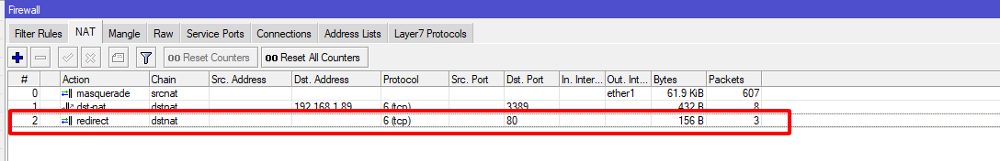 Firewall
Filter Rules NAT Mangle Raw Service Ports Connections Address Lists Layer7 Protocols
00 Reset Counters 00 Reset All Counters
# Action Chain Src. Address Dst. Address Protocol Src. Port Dst. Port In. Inter... Out. Int... Bytes Packets
0 masquerade srcnat ether1 61.9 KiB 607
1 dst-nat dstnat 192.168.1.89 6 (tcp) 3389 432 B 8
2 redirect dstnat 6 (tcp) 80 156 B 3